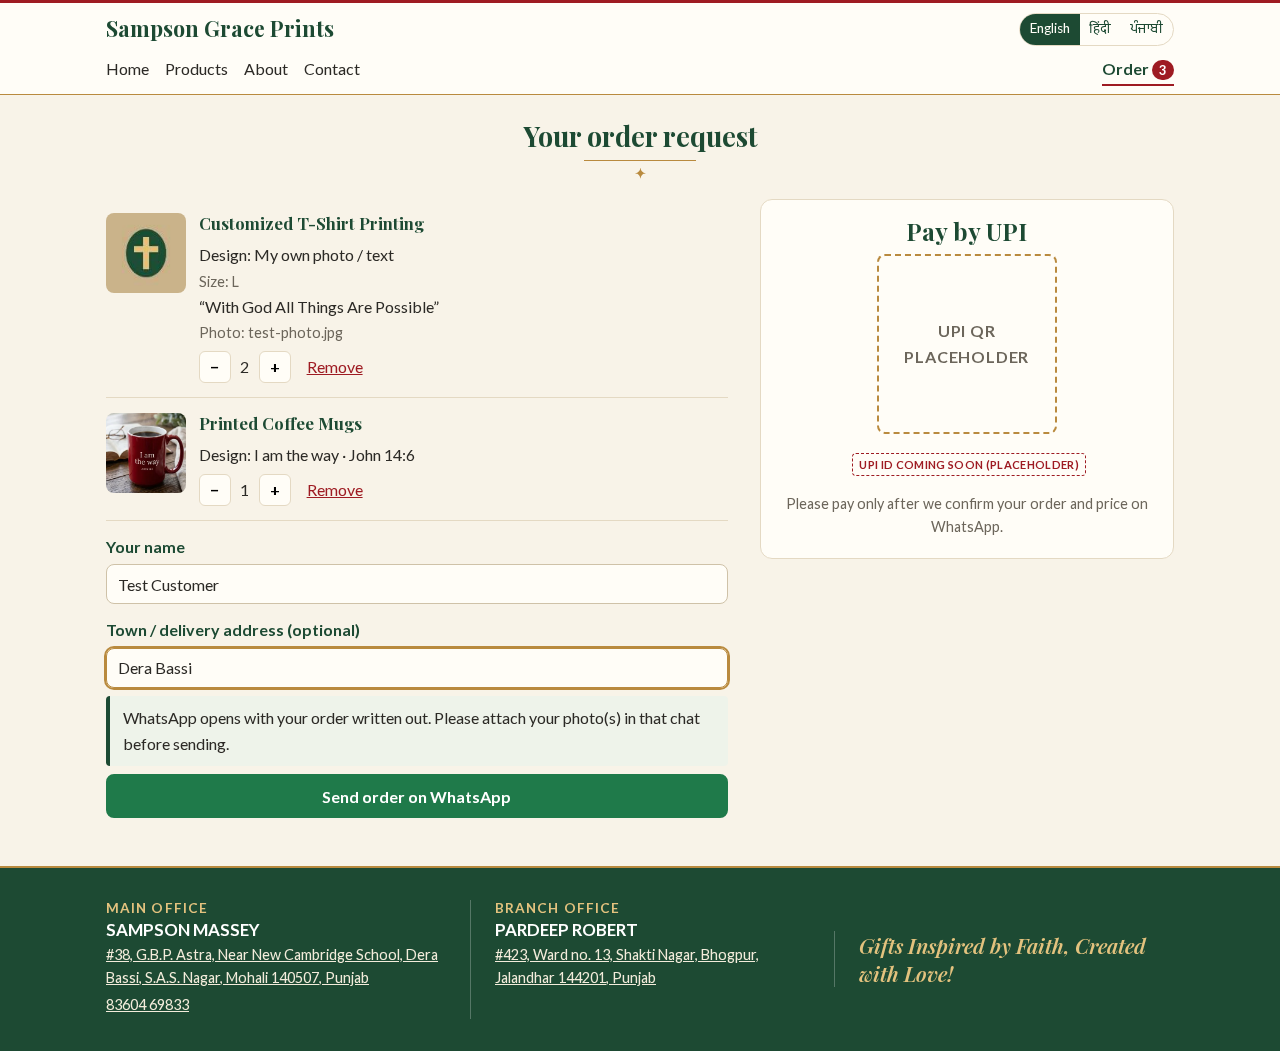 Sampson Grace Prints
English
हिंदी
ਪੰਜਾਬੀ
Home
Products
About
Contact
Order 3
Your order request
Customized T-Shirt Printing
Design: My own photo / text
Size: L
“With God All Things Are Possible”
Photo: test-photo.jpg
− 2 + Remove
Printed Coffee Mugs
I am
the way
Design: I am the way · John 14:6
− 1 + Remove
Your name
Test Customer
Town / delivery address (optional)
Dera Bassi
WhatsApp opens with your order written out. Please attach your photo(s) in that chat
before sending.
Send order on WhatsApp
Pay by UPI
UPI QR
PLACEHOLDER
UPI ID COMING SOON (PLACEHOLDER)
Please pay only after we confirm your order and price on
WhatsApp.
MAIN OFFICE
SAMPSON MASSEY
#38, G.B.P. Astra, Near New Cambridge School, Dera
Bassi, S.A.S. Nagar, Mohali 140507, Punjab
83604 69833
BRANCH OFFICE
PARDEEP ROBERT
#423, Ward no. 13, Shakti Nagar, Bhogpur,
Jalandhar 144201, Punjab
Gifts Inspired by Faith, Created
with Love!